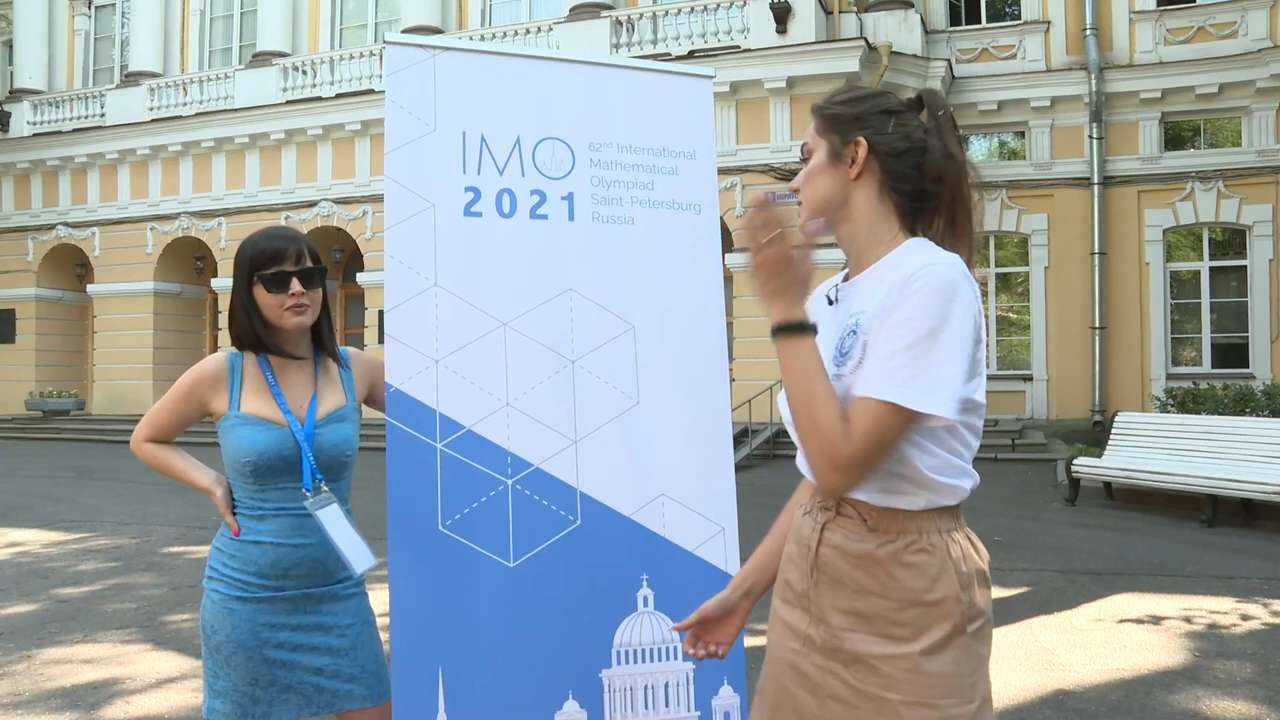 IMO
2021
62nd International
Mathematical
Olympiad
Saint-Petersburg
Russia